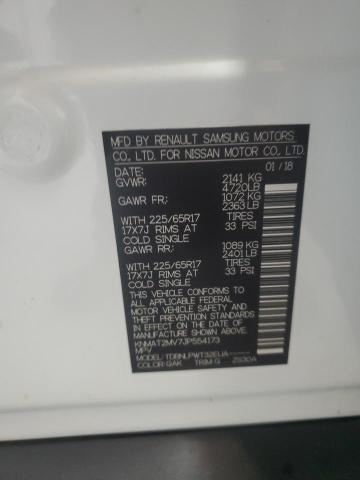 MFD BY RENAULT SAMSUNG MOTORS
CO., LTD. FOR NISSAN MOTOR CO., LTD.
DATE: 01 / 18
GVWR: 2141 KG
4720LB
GAWR FR: 1072 KG
2363LB
WITH 225/65R17 TIRES
17X7J RIMS AT 33 PSI
COLD SINGLE
GAWR RR: 1089 KG
2401LB
WITH 225/65R17 TIRES
17X7J RIMS AT 33 PSI
COLD SINGLE
THIS VEHICLE CONFORMS TO
ALL APPLICABLE FEDERAL
MOTOR VEHICLE SAFETY AND
THEFT PREVENTION STANDARDS
IN EFFECT ON THE DATE OF
MANUFACTURE SHOWN ABOVE
KNMAT2MV7JP554173
MPV
MODEL: TDBNLPWT32EUA
COLOR: QAK TRIM: G Z530A